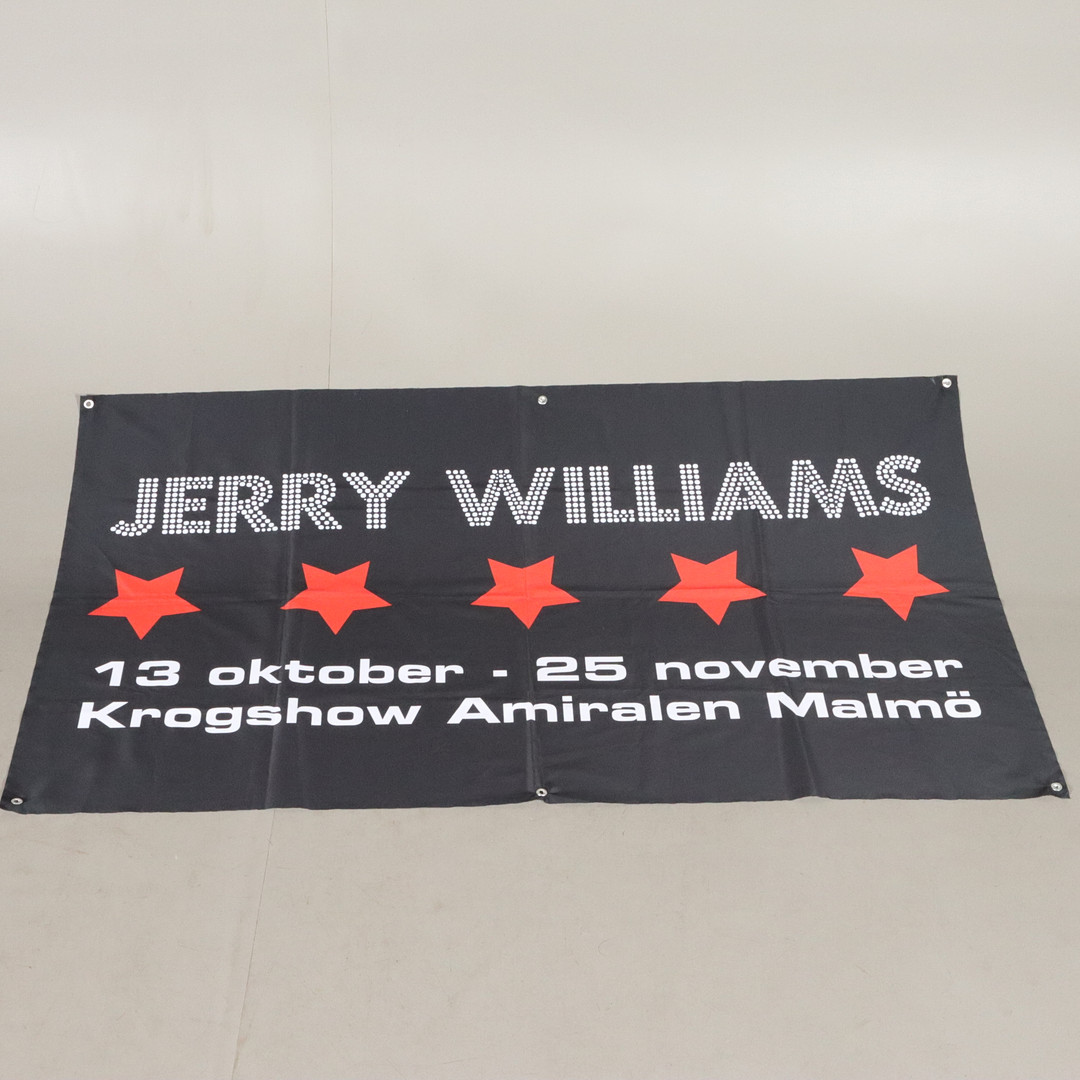 JERRY WILLIAMS
13 oktober - 25 november
Krogshow Amiralen Malmö